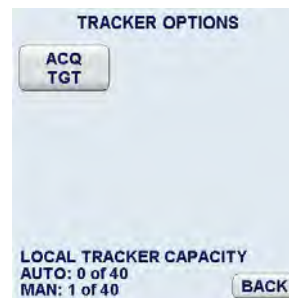 TRACKER OPTIONS
ACQ
TGT
LOCAL TRACKER CAPACITY
AUTO: 0 of 40
MAN: 1 of 40
BACK